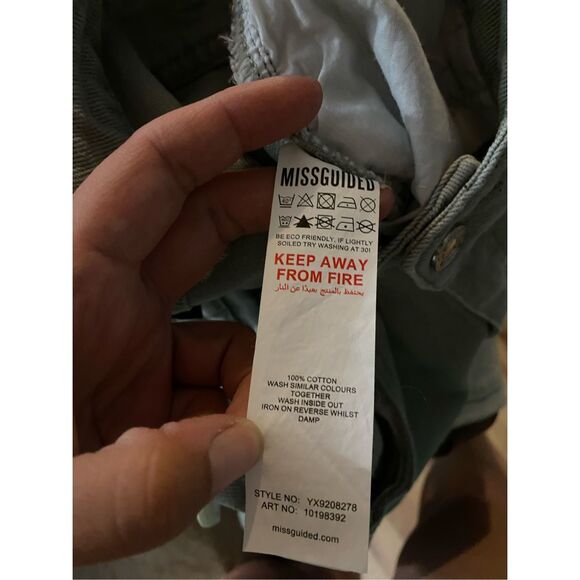 MISSGUIDED
BE ECO FRIENDLY, IF LIGHTLY
SOILED TRY WASHING AT 30!
KEEP AWAY
FROM FIRE
يحتفظ بالمنتج بعيدًا عن النار
100% COTTON
WASH SIMILAR COLOURS
TOGETHER
WASH INSIDE OUT
IRON ON REVERSE WHILST
DAMP
STYLE NO: YX9208278
ART NO: 10198392
missguided.com